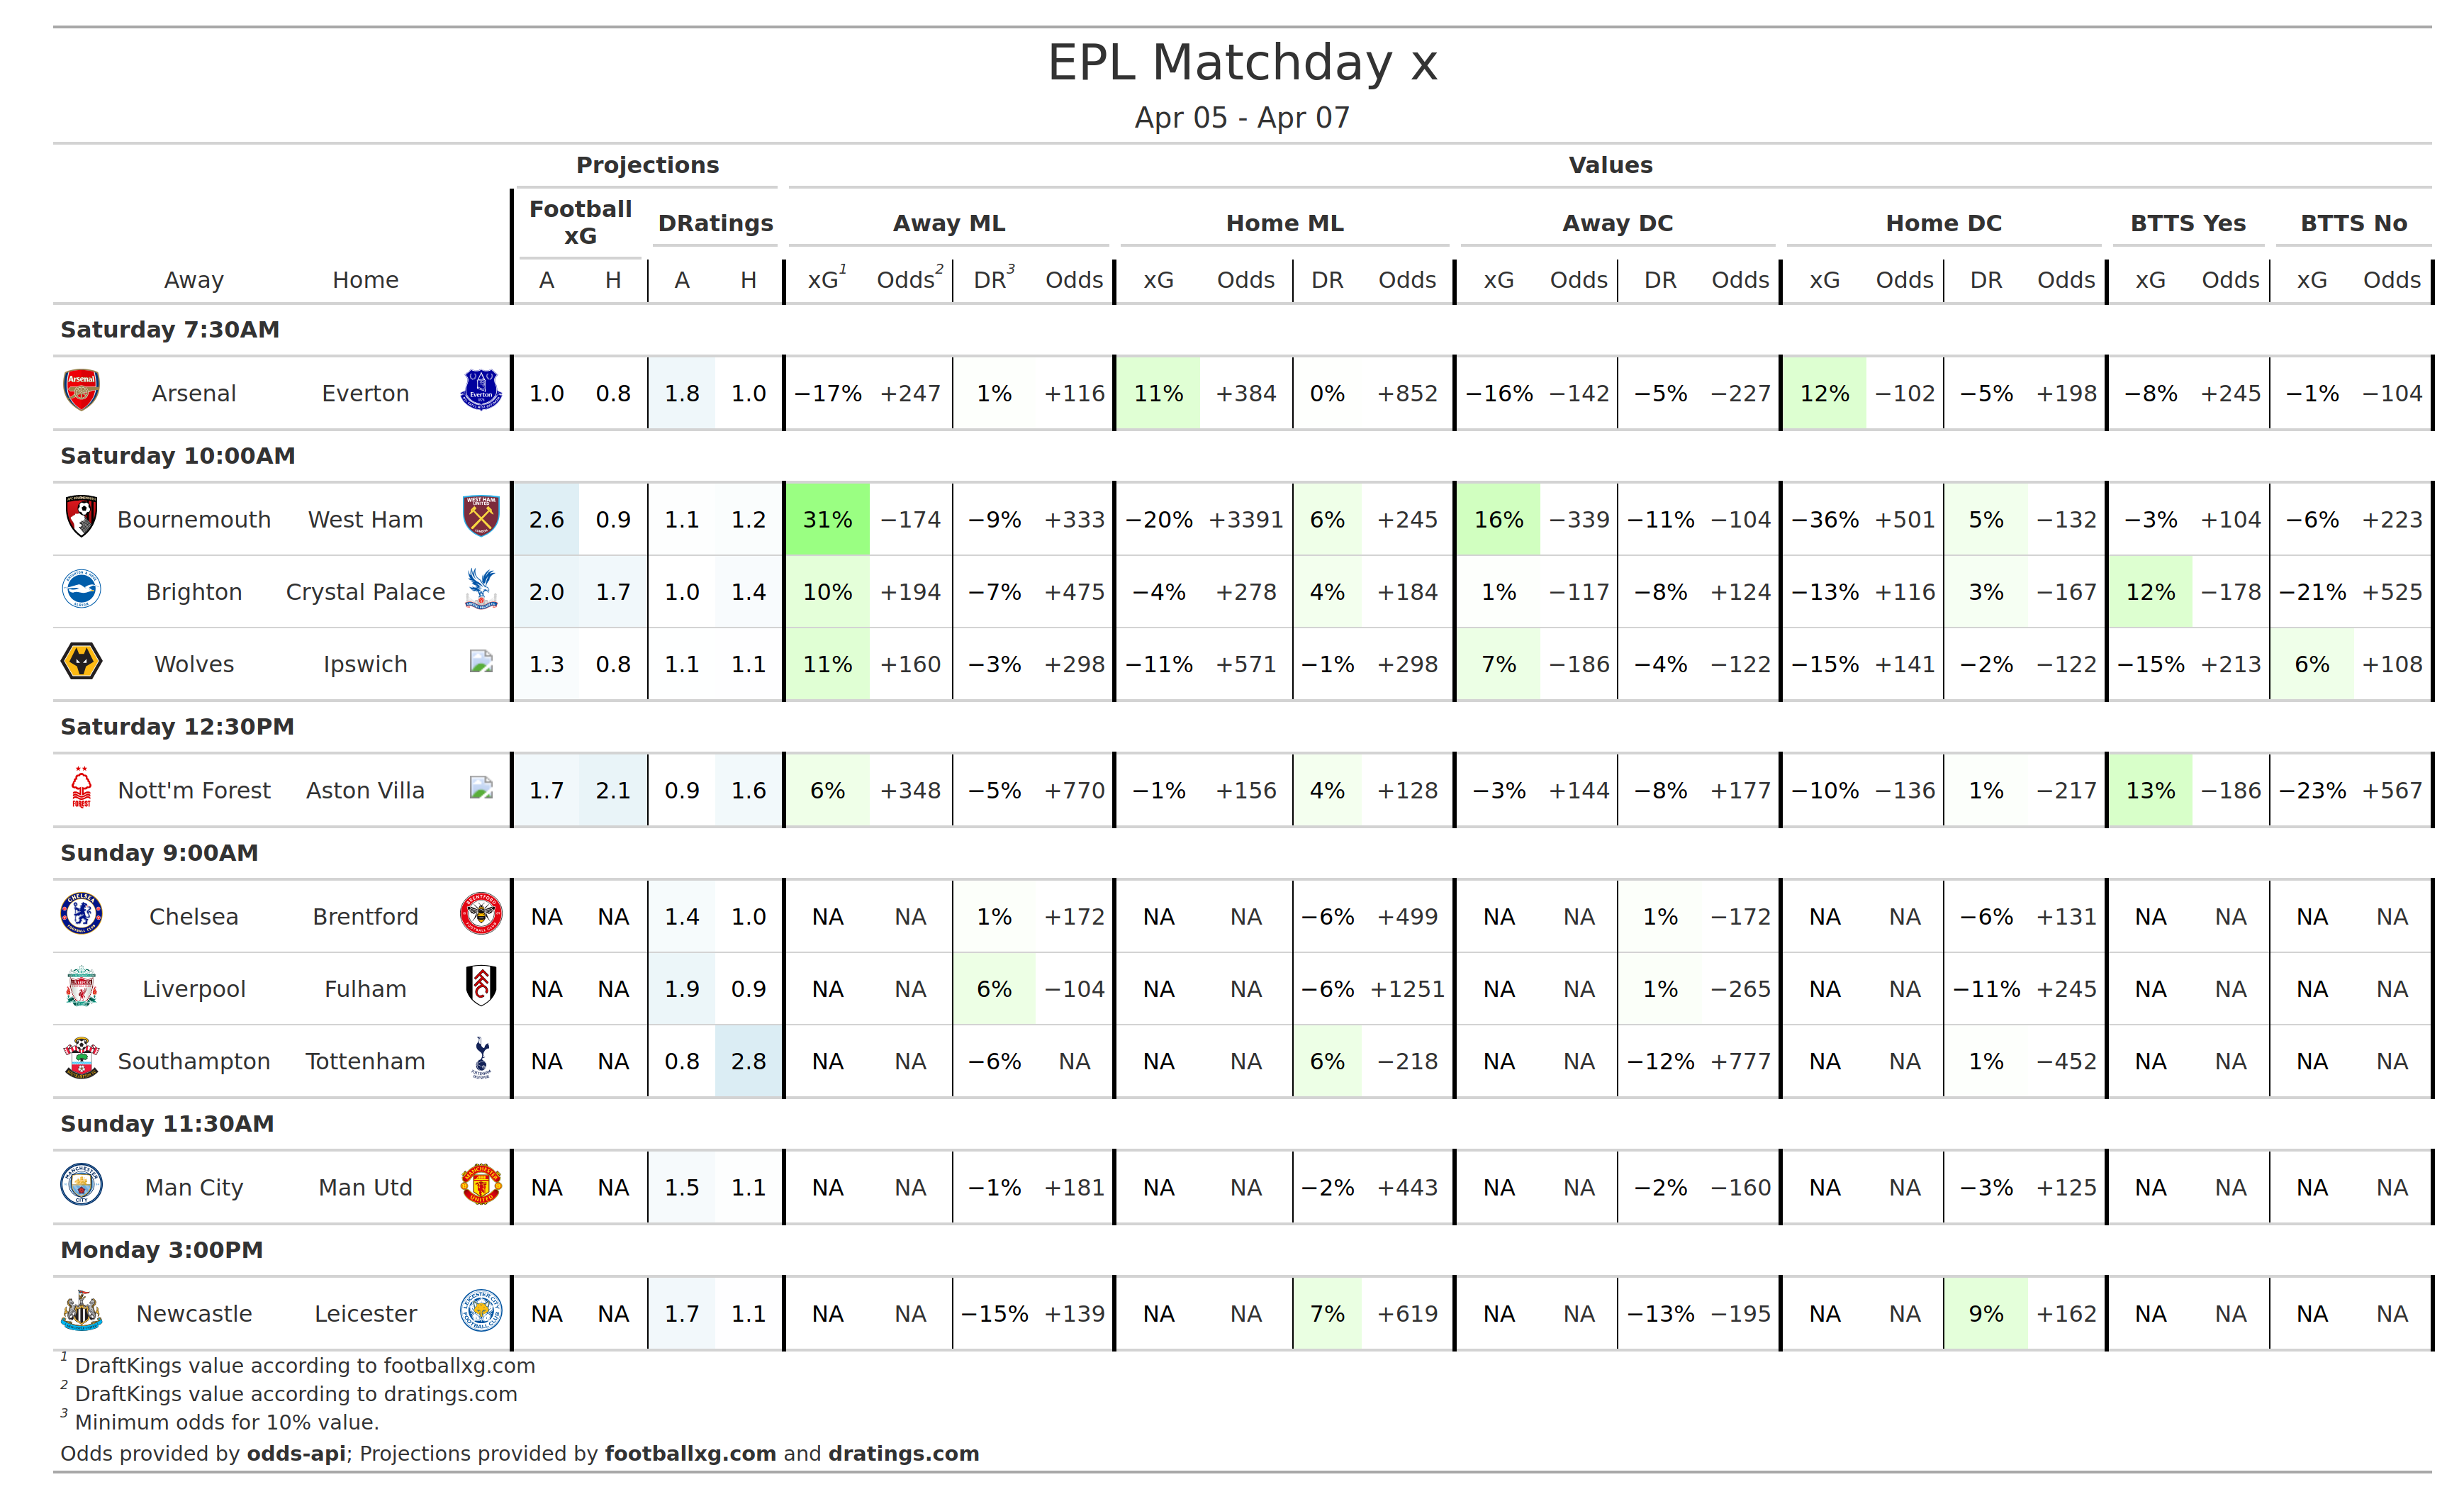 EPL Matchday x
Apr 05 - Apr 07
Projections Values
Football xG DRatings Away ML Home ML Away DC Home DC BTTS Yes BTTS No
Away Home A H A H xG1 Odds2 DR3 Odds xG Odds DR Odds xG Odds DR Odds xG Odds DR Odds xG Odds xG Odds
Saturday 7:30AM
Arsenal Everton 1.0 0.8 1.8 1.0 −17% +247 1% +116 11% +384 0% +852 −16% −142 −5% −227 12% −102 −5% +198 −8% +245 −1% −104
Saturday 10:00AM
Bournemouth West Ham 2.6 0.9 1.1 1.2 31% −174 −9% +333 −20% +3391 6% +245 16% −339 −11% −104 −36% +501 5% −132 −3% +104 −6% +223
Brighton Crystal Palace 2.0 1.7 1.0 1.4 10% +194 −7% +475 −4% +278 4% +184 1% −117 −8% +124 −13% +116 3% −167 12% −178 −21% +525
Wolves Ipswich 1.3 0.8 1.1 1.1 11% +160 −3% +298 −11% +571 −1% +298 7% −186 −4% −122 −15% +141 −2% −122 −15% +213 6% +108
Saturday 12:30PM
Nott'm Forest Aston Villa 1.7 2.1 0.9 1.6 6% +348 −5% +770 −1% +156 4% +128 −3% +144 −8% +177 −10% −136 1% −217 13% −186 −23% +567
Sunday 9:00AM
Chelsea Brentford NA NA 1.4 1.0 NA NA 1% +172 NA NA −6% +499 NA NA 1% −172 NA NA −6% +131 NA NA NA NA
Liverpool Fulham NA NA 1.9 0.9 NA NA 6% −104 NA NA −6% +1251 NA NA 1% −265 NA NA −11% +245 NA NA NA NA
Southampton Tottenham NA NA 0.8 2.8 NA NA −6% NA NA NA 6% −218 NA NA −12% +777 NA NA 1% −452 NA NA NA NA
Sunday 11:30AM
Man City Man Utd NA NA 1.5 1.1 NA NA −1% +181 NA NA −2% +443 NA NA −2% −160 NA NA −3% +125 NA NA NA NA
Monday 3:00PM
Newcastle Leicester NA NA 1.7 1.1 NA NA −15% +139 NA NA 7% +619 NA NA −13% −195 NA NA 9% +162 NA NA NA NA
1 DraftKings value according to footballxg.com
2 DraftKings value according to dratings.com
3 Minimum odds for 10% value.
Odds provided by odds-api; Projections provided by footballxg.com and dratings.com